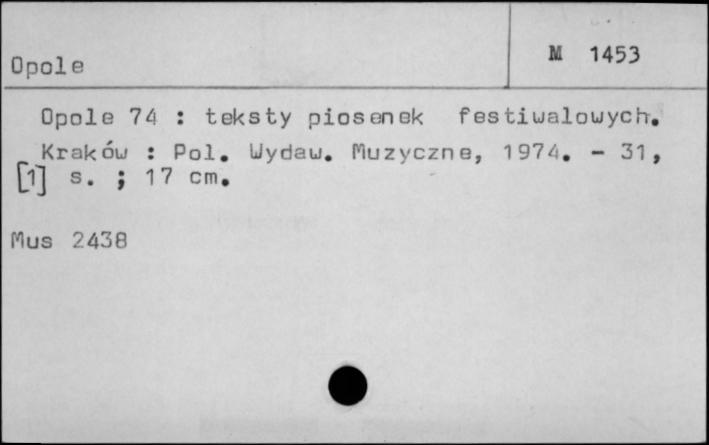 Opole
M 1453
Opole 74 : teksty piosenek festiwalowych.
Kraków : Pol. Wydaw. Muzyczne, 1974. - 31,
[1] s. ; 17 cm.
Mus 2438